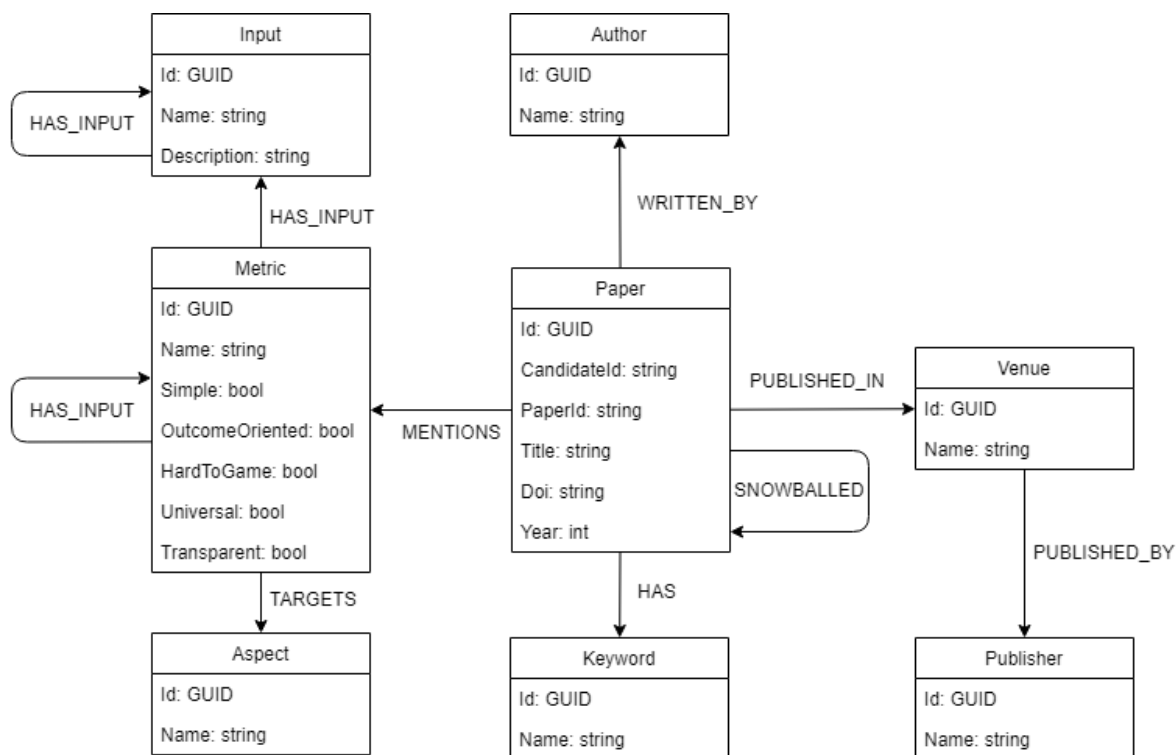 Input
Id: GUID
Name: string
Description: string
HAS_INPUT
HAS_INPUT
Author
Id: GUID
Name: string
WRITTEN_BY
Metric
Id: GUID
Name: string
Simple: bool
OutcomeOriented: bool
HardToGame: bool
Universal: bool
Transparent: bool
HAS_INPUT
MENTIONS
TARGETS
Paper
Id: GUID
CandidateId: string
PaperId: string
Title: string
Doi: string
Year: int
PUBLISHED_IN
SNOWBALLED
HAS
Venue
Id: GUID
Name: string
PUBLISHED_BY
Aspect
Id: GUID
Name: string
Keyword
Id: GUID
Name: string
Publisher
Id: GUID
Name: string